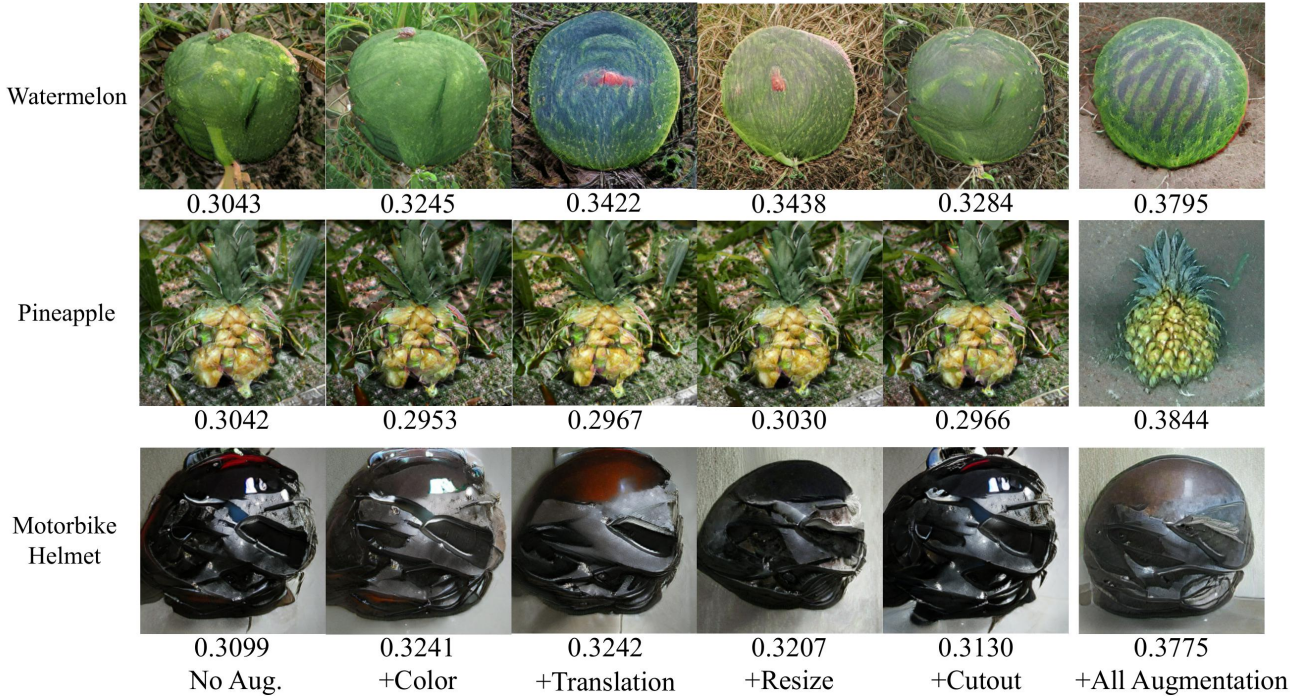 Watermelon
0.3043 0.3245 0.3422 0.3438 0.3284 0.3795
Pineapple
0.3042 0.2953 0.2967 0.3030 0.2966 0.3844
Motorbike
Helmet
0.3099 0.3241 0.3242 0.3207 0.3130 0.3775
No Aug. +Color +Translation +Resize +Cutout +All Augmentation